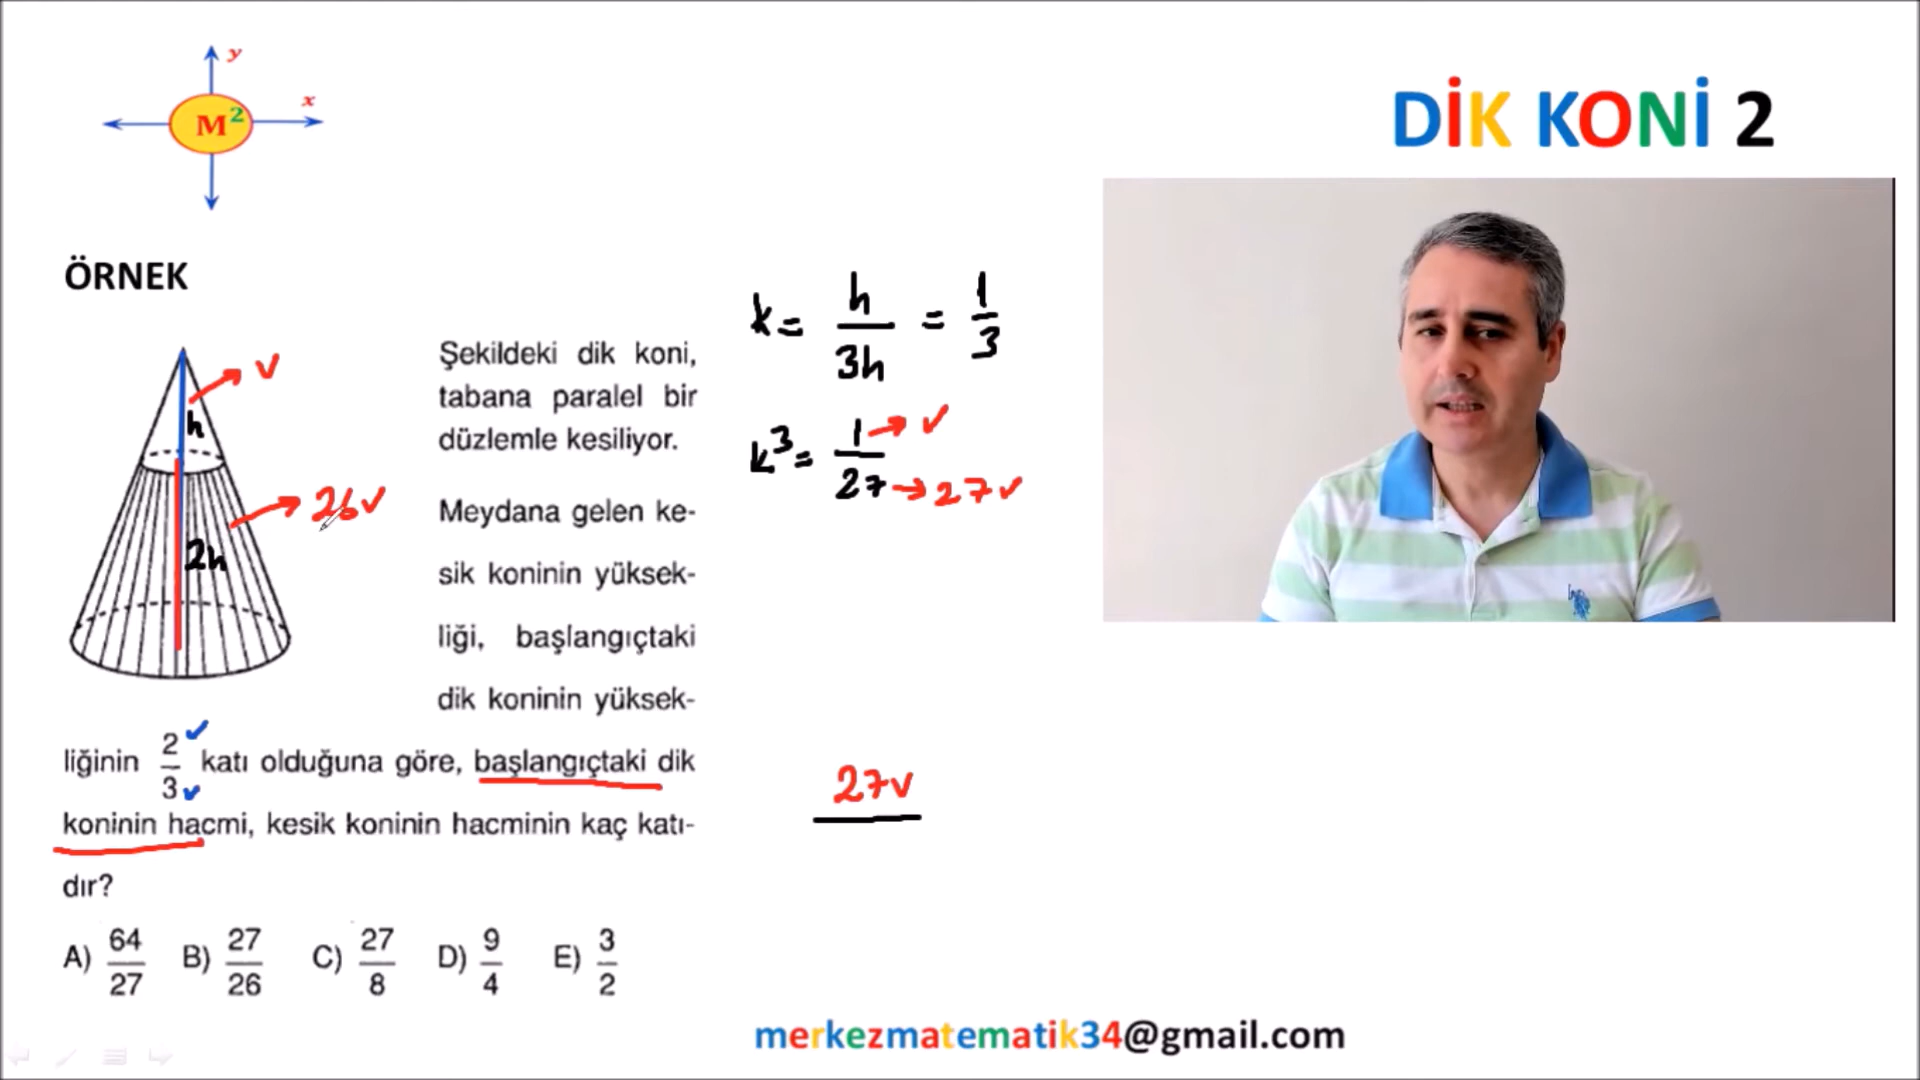 y
x
M²
DİK KONİ 2
ÖRNEK
Şekildeki dik koni,
tabana paralel bir
düzlemle kesiliyor.
Meydana gelen ke-
sik koninin yüksek-
liği, başlangıçtaki
dik koninin yüksek-
liğinin 2/3 katı olduğuna göre, başlangıçtaki dik
koninin hacmi, kesik koninin hacminin kaç katı-
dır?
A) 64/27 B) 27/26 C) 27/8 D) 9/4 E) 3/2
V
h
26V
2h
k = h/3h = 1/3
k³ = 1/27
V
27V
27V
merkezmatematik34@gmail.com